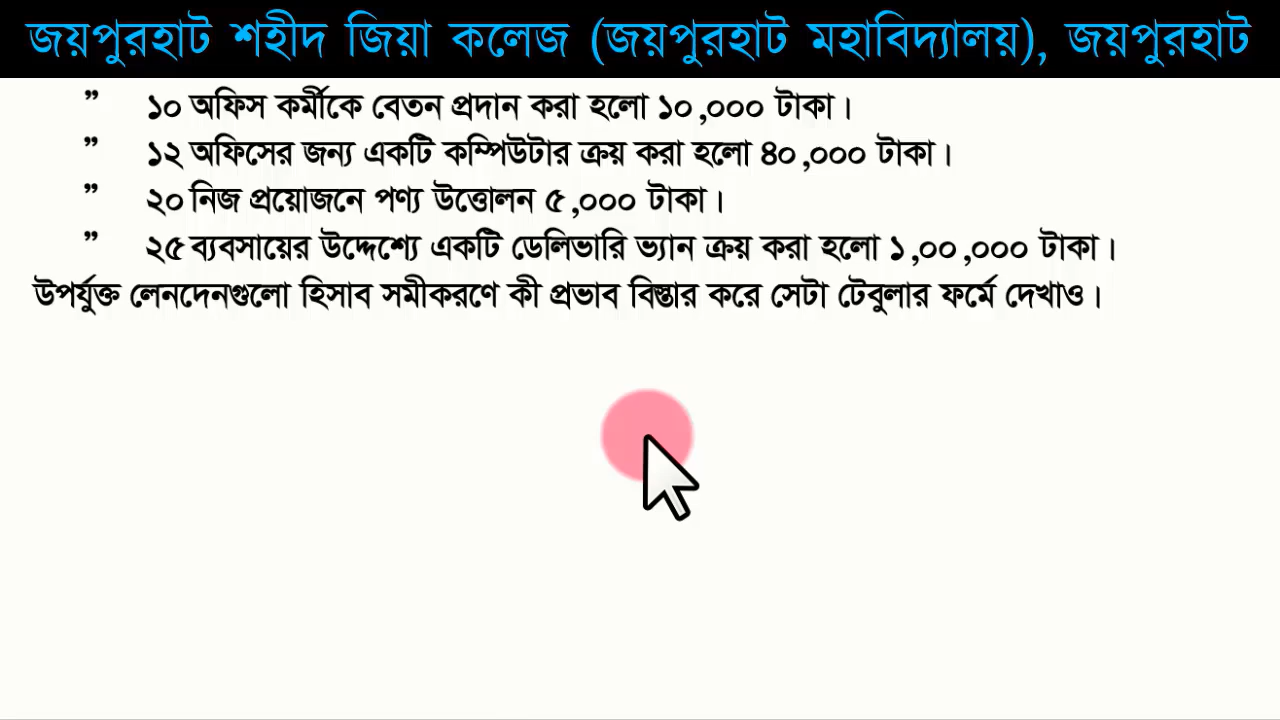 জয়পুরহাট শহীদ জিয়া কলেজ (জয়পুরহাট মহাবিদ্যালয়), জয়পুরহাট
” ১০ অফিস কর্মীকে বেতন প্রদান করা হলো ১০,০০০ টাকা।
” ১২ অফিসের জন্য একটি কম্পিউটার ক্রয় করা হলো ৪০,০০০ টাকা।
” ২০ নিজ প্রয়োজনে পণ্য উত্তোলন ৫,০০০ টাকা।
” ২৫ ব্যবসায়ের উদ্দেশ্যে একটি ডেলিভারি ভ্যান ক্রয় করা হলো ১,০০,০০০ টাকা।
উপর্যুক্ত লেনদেনগুলো হিসাব সমীকরণে কী প্রভাব বিস্তার করে সেটা টেবুলার ফর্মে দেখাও।